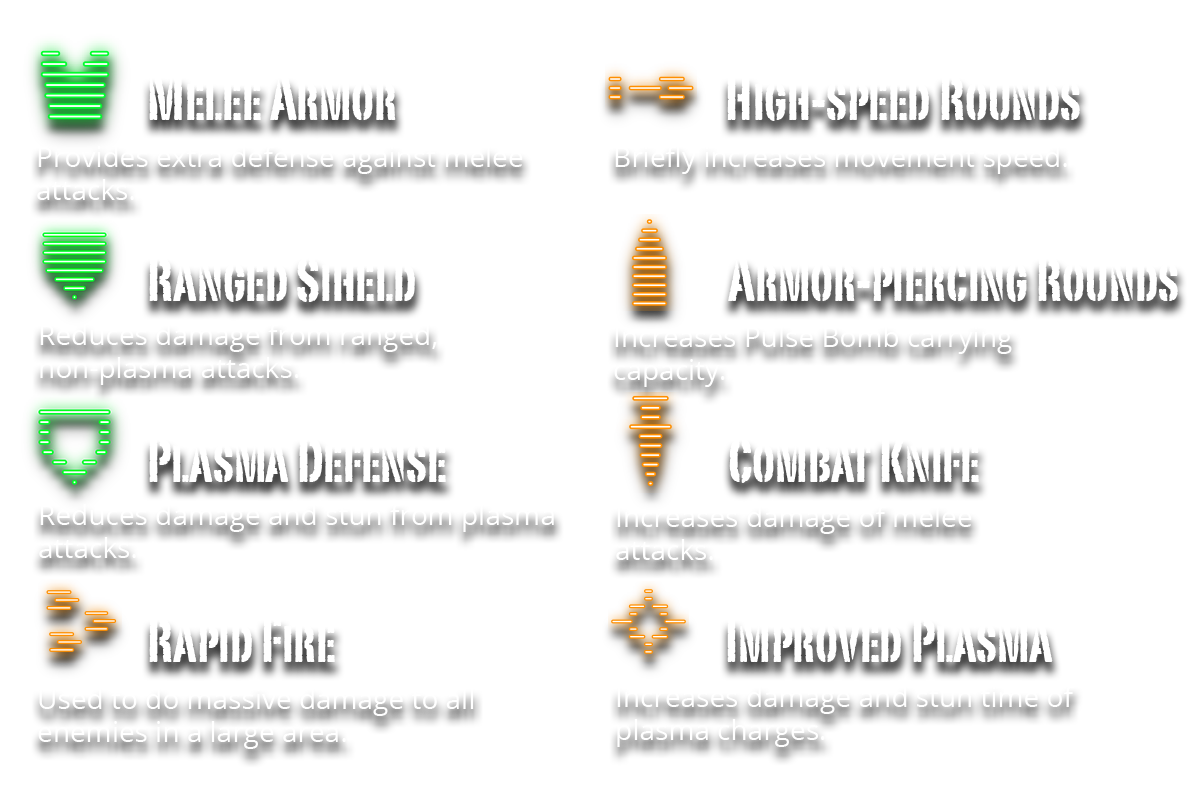 Melee Armor
Provides extra defense against melee
attacks.
Ranged Shield
Reduces damage from ranged,
non-plasma attacks.
Plasma Defense
Reduces damage and stun from plasma
attacks.
Rapid Fire
Used to do massive damage to all
enemies in a large area.
High-speed Rounds
Briefly increases movement speed.
Armor-piercing Rounds
Increases Pulse Bomb carrying
capacity.
Combat Knife
Increases damage of melee
attacks.
Improved Plasma
Increases damage and stun time of
plasma charges.